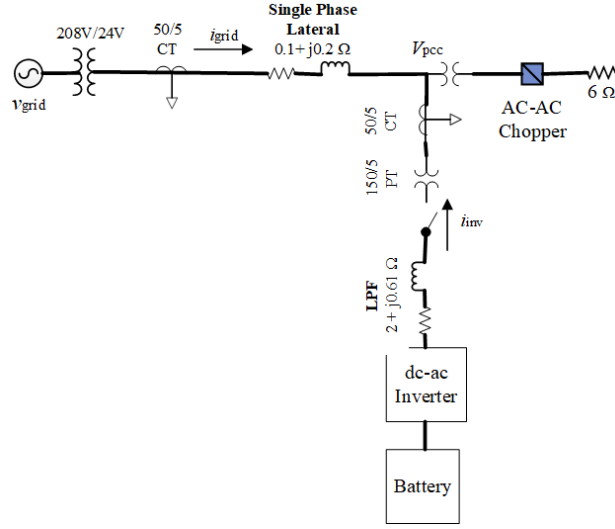 208V/24V
50/5
CT
igrid
Single Phase
Lateral
0.1+ j0.2 Ω
Vpcc
vgrid
AC-AC
Chopper
6 Ω
50/5
CT
150/5
PT
iinv
LPF
2 + j0.61 Ω
dc-ac
Inverter
Battery